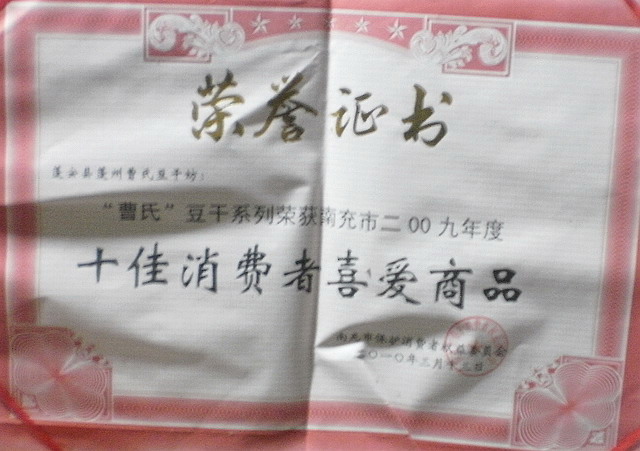 荣誉证书
蓬安县蓬州曹氏豆干坊：
“曹氏”豆干系列荣获南充市二00九年度
十佳消费者喜爱商品
南充市保护消费者权益委员会
二〇一〇年三月十二日